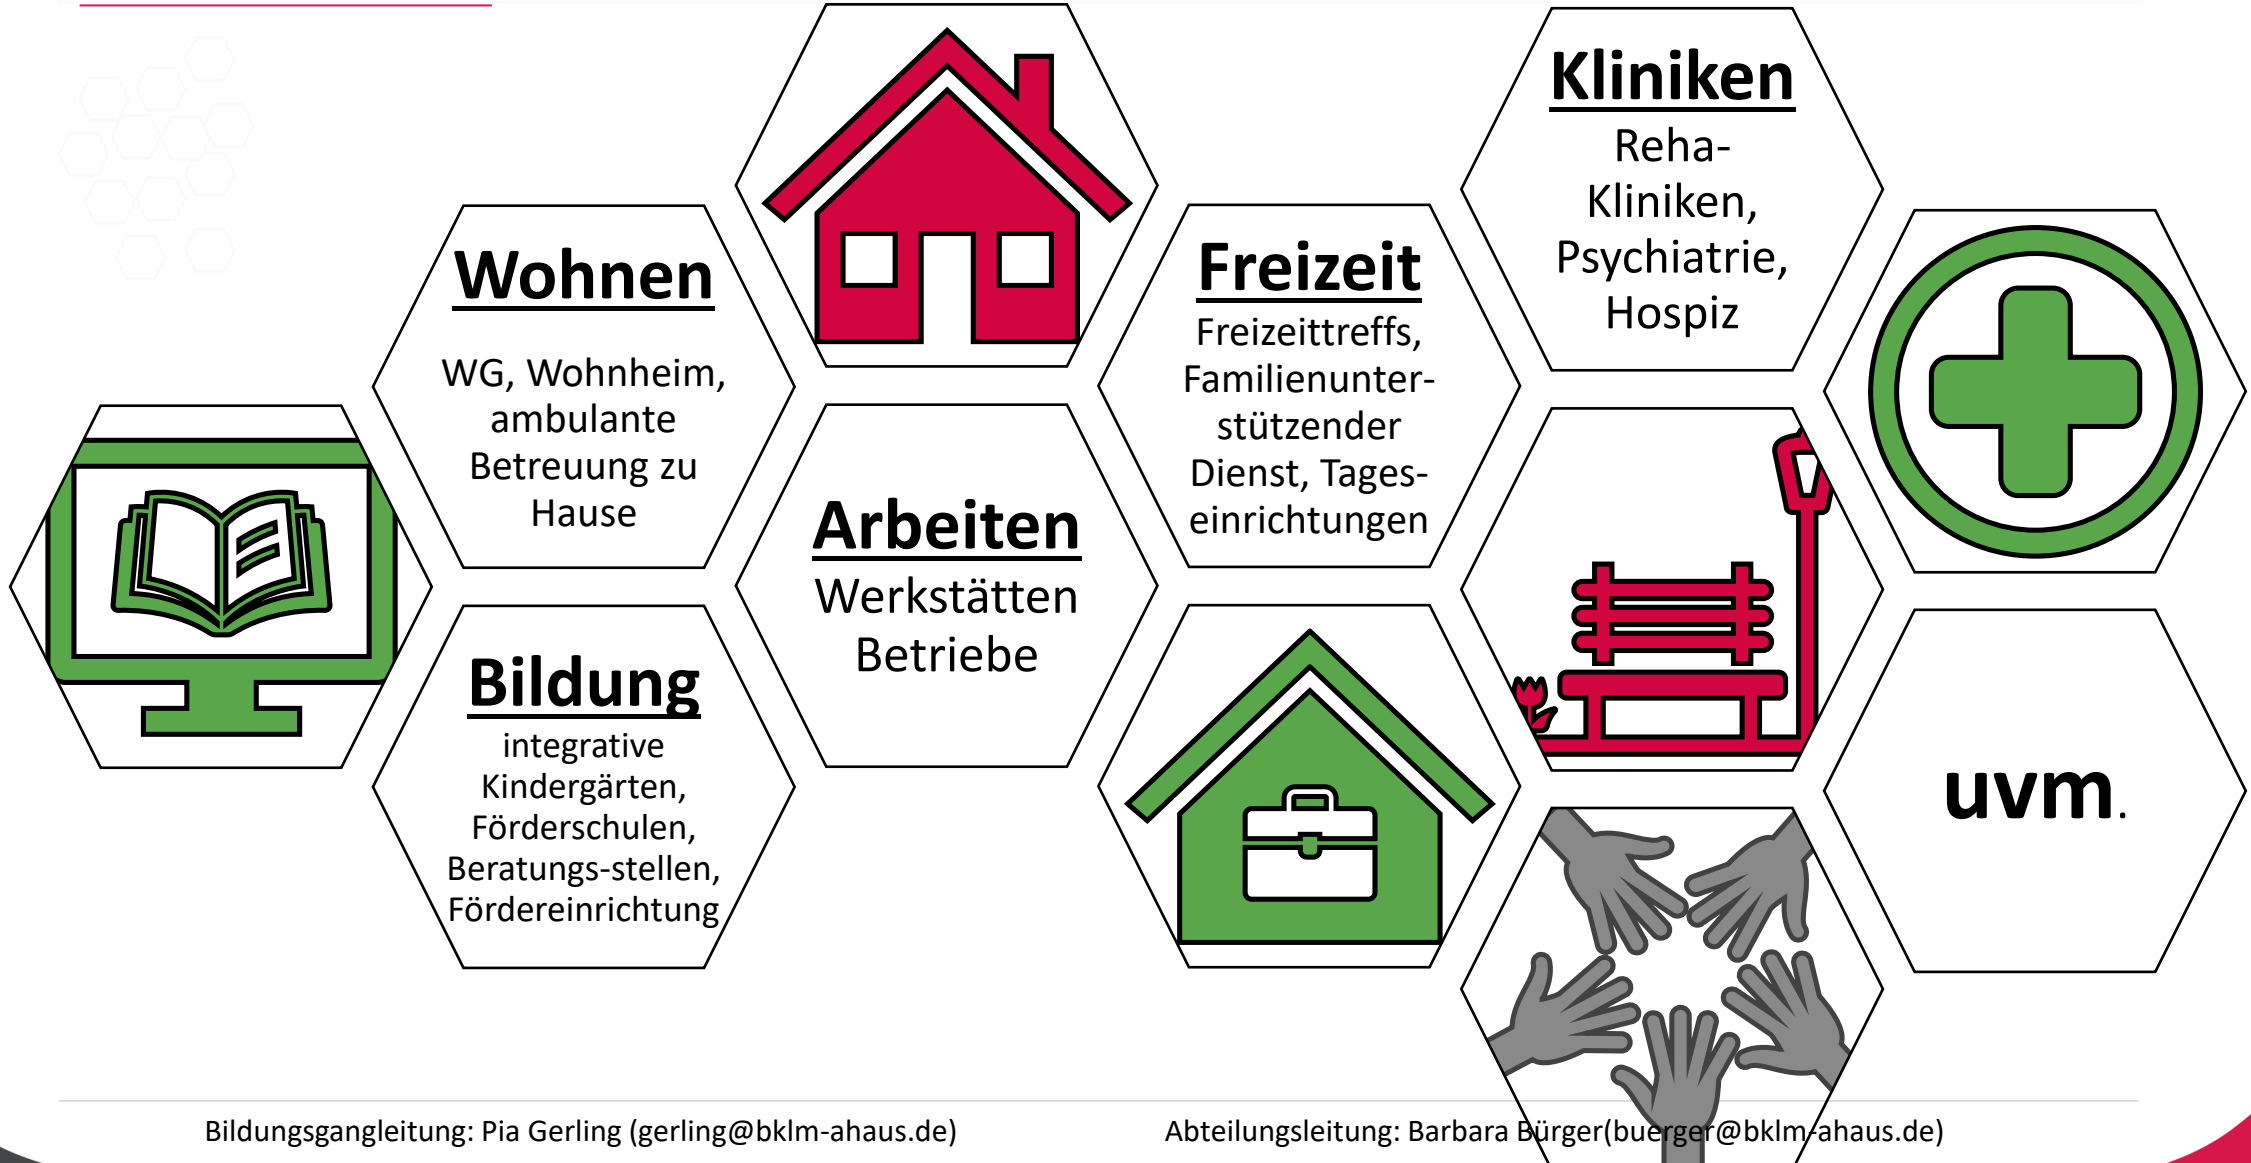 Wohnen
WG, Wohnheim,
ambulante
Betreuung zu
Hause
Bildung
integrative
Kindergärten,
Förderschulen,
Beratungs-stellen,
Fördereinrichtung
Arbeiten
Werkstätten
Betriebe
Freizeit
Freizeittreffs,
Familienunter-
stützender
Dienst, Tages-
einrichtungen
Kliniken
Reha-
Kliniken,
Psychiatrie,
Hospiz
uvm.
Bildungsgangleitung: Pia Gerling (gerling@bklm-ahaus.de)
Abteilungsleitung: Barbara Bürger(buerger@bklm-ahaus.de)